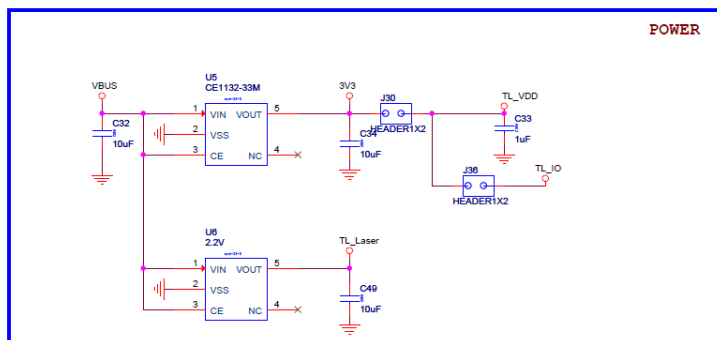 POWER
VBUS
U5
CE1132-33M
3V3
J30
TL_VDD
1
VIN
VOUT
5
C32
10uF
2
VSS
HEADER1X2
C34
10uF
C33
1uF
3
CE
NC
4
J36
TL_IO
HEADER1X2
U6
2.2V
TL_Laser
1
VIN
VOUT
5
2
VSS
C49
10uF
3
CE
NC
4